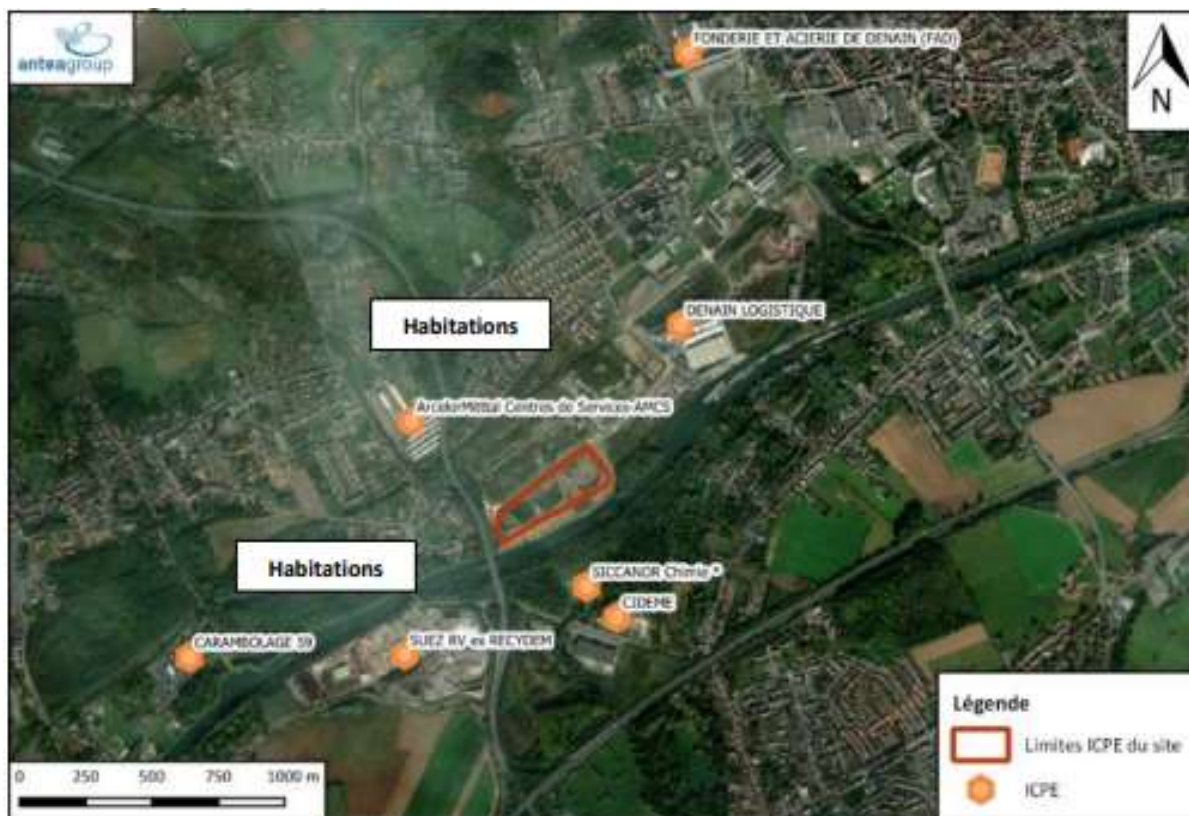 anteagroup
FONDERIE ET ACIERIE DE DENAIN (FAD)
N
DENAIN LOGISTIQUE
Habitations
ArcelorMittal Centres de Services-AMCS
Habitations
SICCANOR Chimie *
CIDEME
CARAMBOLAGE 59
SUEZ RV ex RECYDEM
Légende
Limites ICPE du site
ICPE
0 250 500 750 1000 m